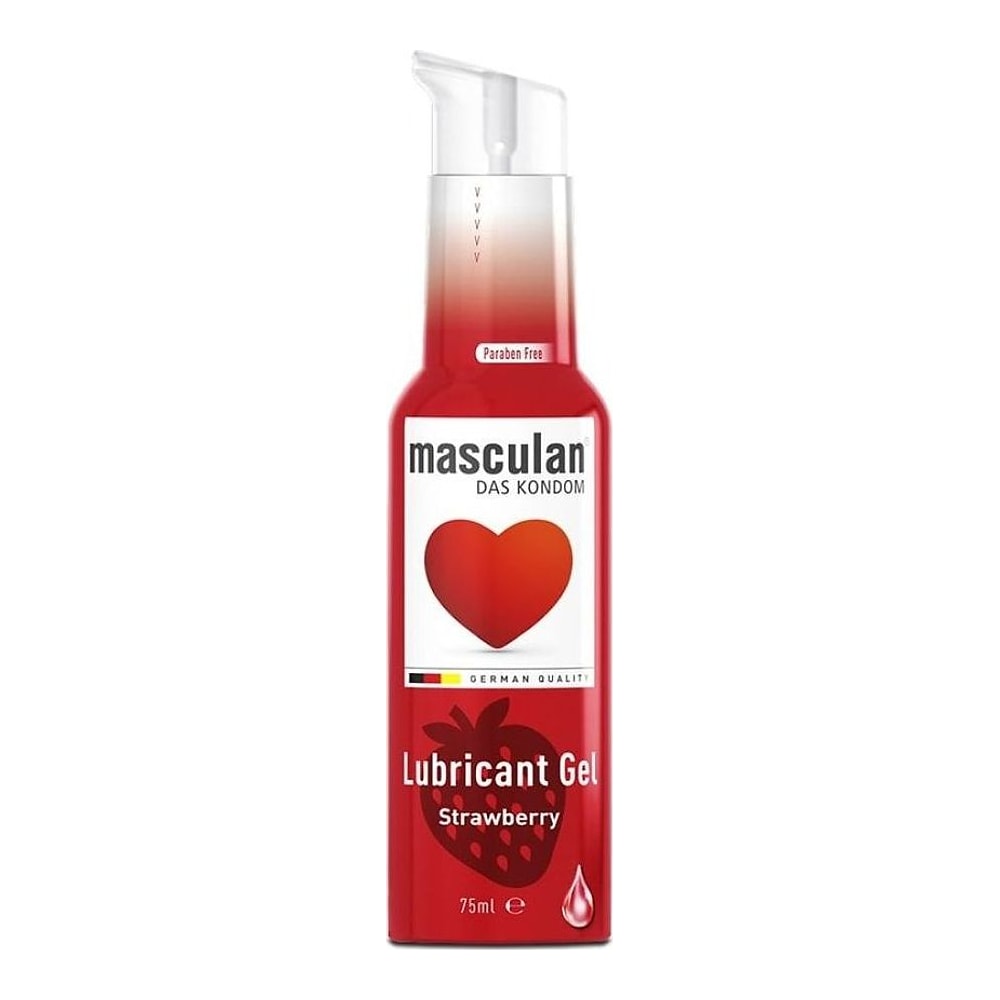 V
V
V
V
V
Paraben Free
masculan®
DAS KONDOM
GERMAN QUALITY
Lubricant Gel
Strawberry
75ml ℮